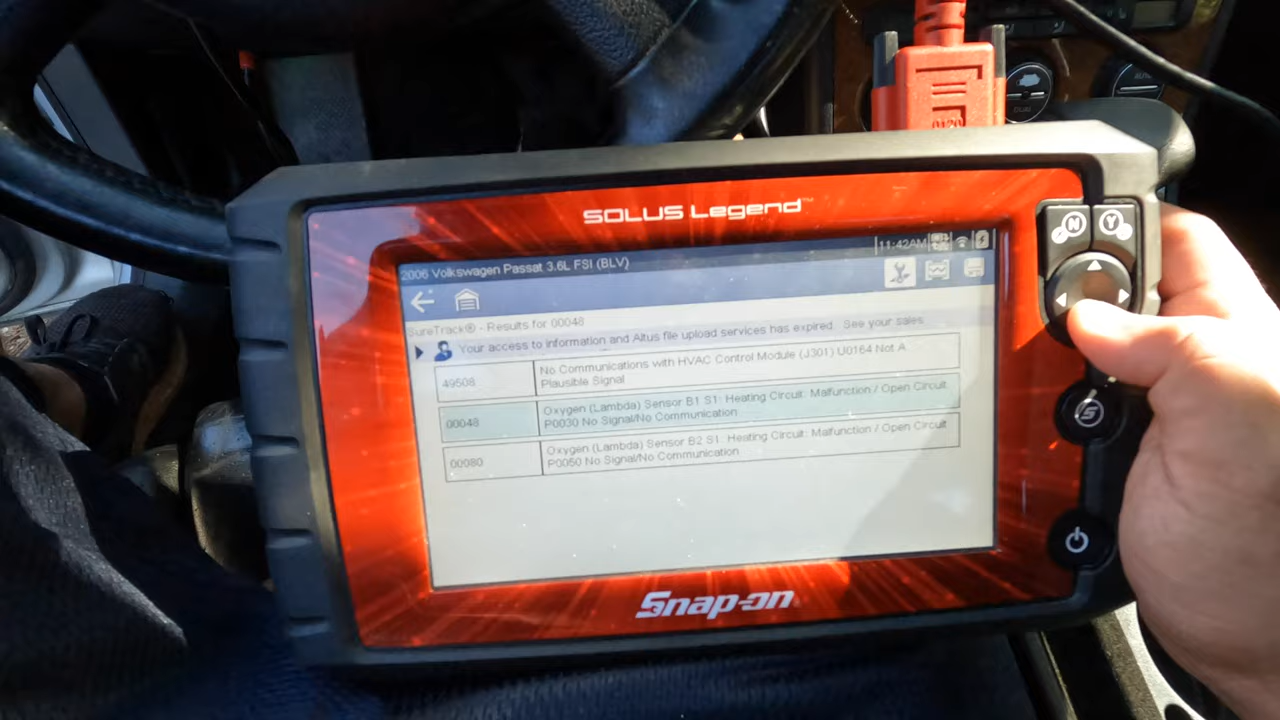 SOLUS Legend™
11:42AM
2006 Volkswagen Passat 3.6L FSI (BLV)
SureTrack® - Results for 00048
Your access to information and Altus file upload services has expired. See your sales
49508
No Communications with HVAC Control Module (J301) U0164 Not A
Plausible Signal
00048
Oxygen (Lambda) Sensor B1 S1: Heating Circuit: Malfunction / Open Circuit
P0030 No Signal/No Communication
00080
Oxygen (Lambda) Sensor B2 S1: Heating Circuit: Malfunction / Open Circuit
P0050 No Signal/No Communication
Snap-on
N
Y
S